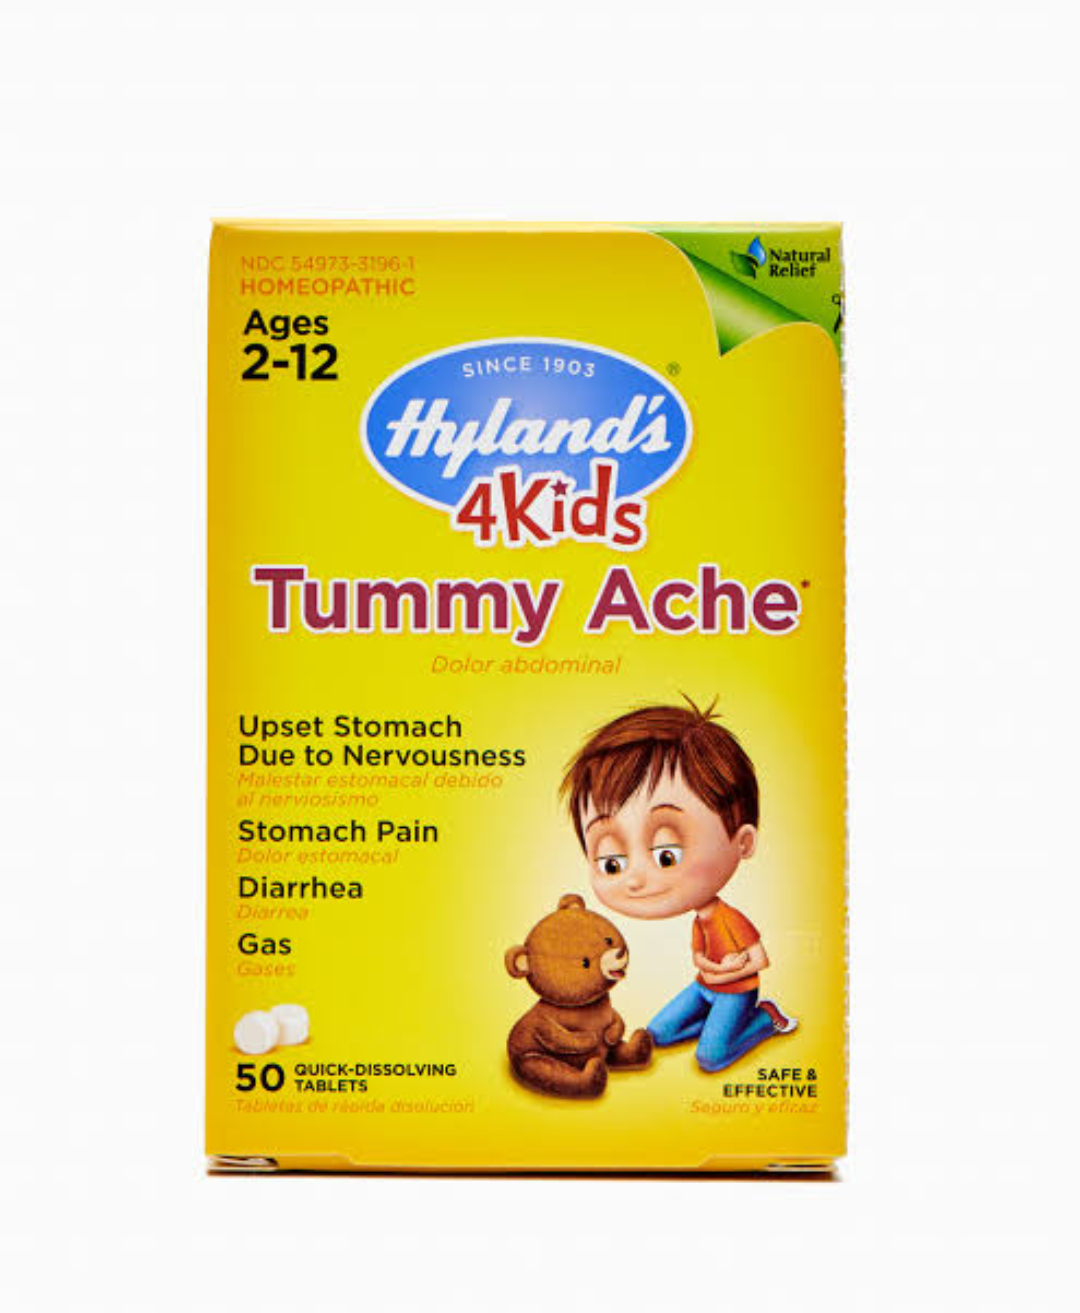 NDC 54973-3196-1
HOMEOPATHIC
Natural
Relief
Ages
2-12
SINCE 1903
®
Hyland's
4Kids
Tummy Ache*
Dolor abdominal
Upset Stomach
Due to Nervousness
Malestar estomacal debido
al nerviosismo
Stomach Pain
Dolor estomacal
Diarrhea
Diarrea
Gas
Gases
50 QUICK-DISSOLVING
TABLETS
Tabletas de rápida disolución
SAFE &
EFFECTIVE
Seguro y eficaz